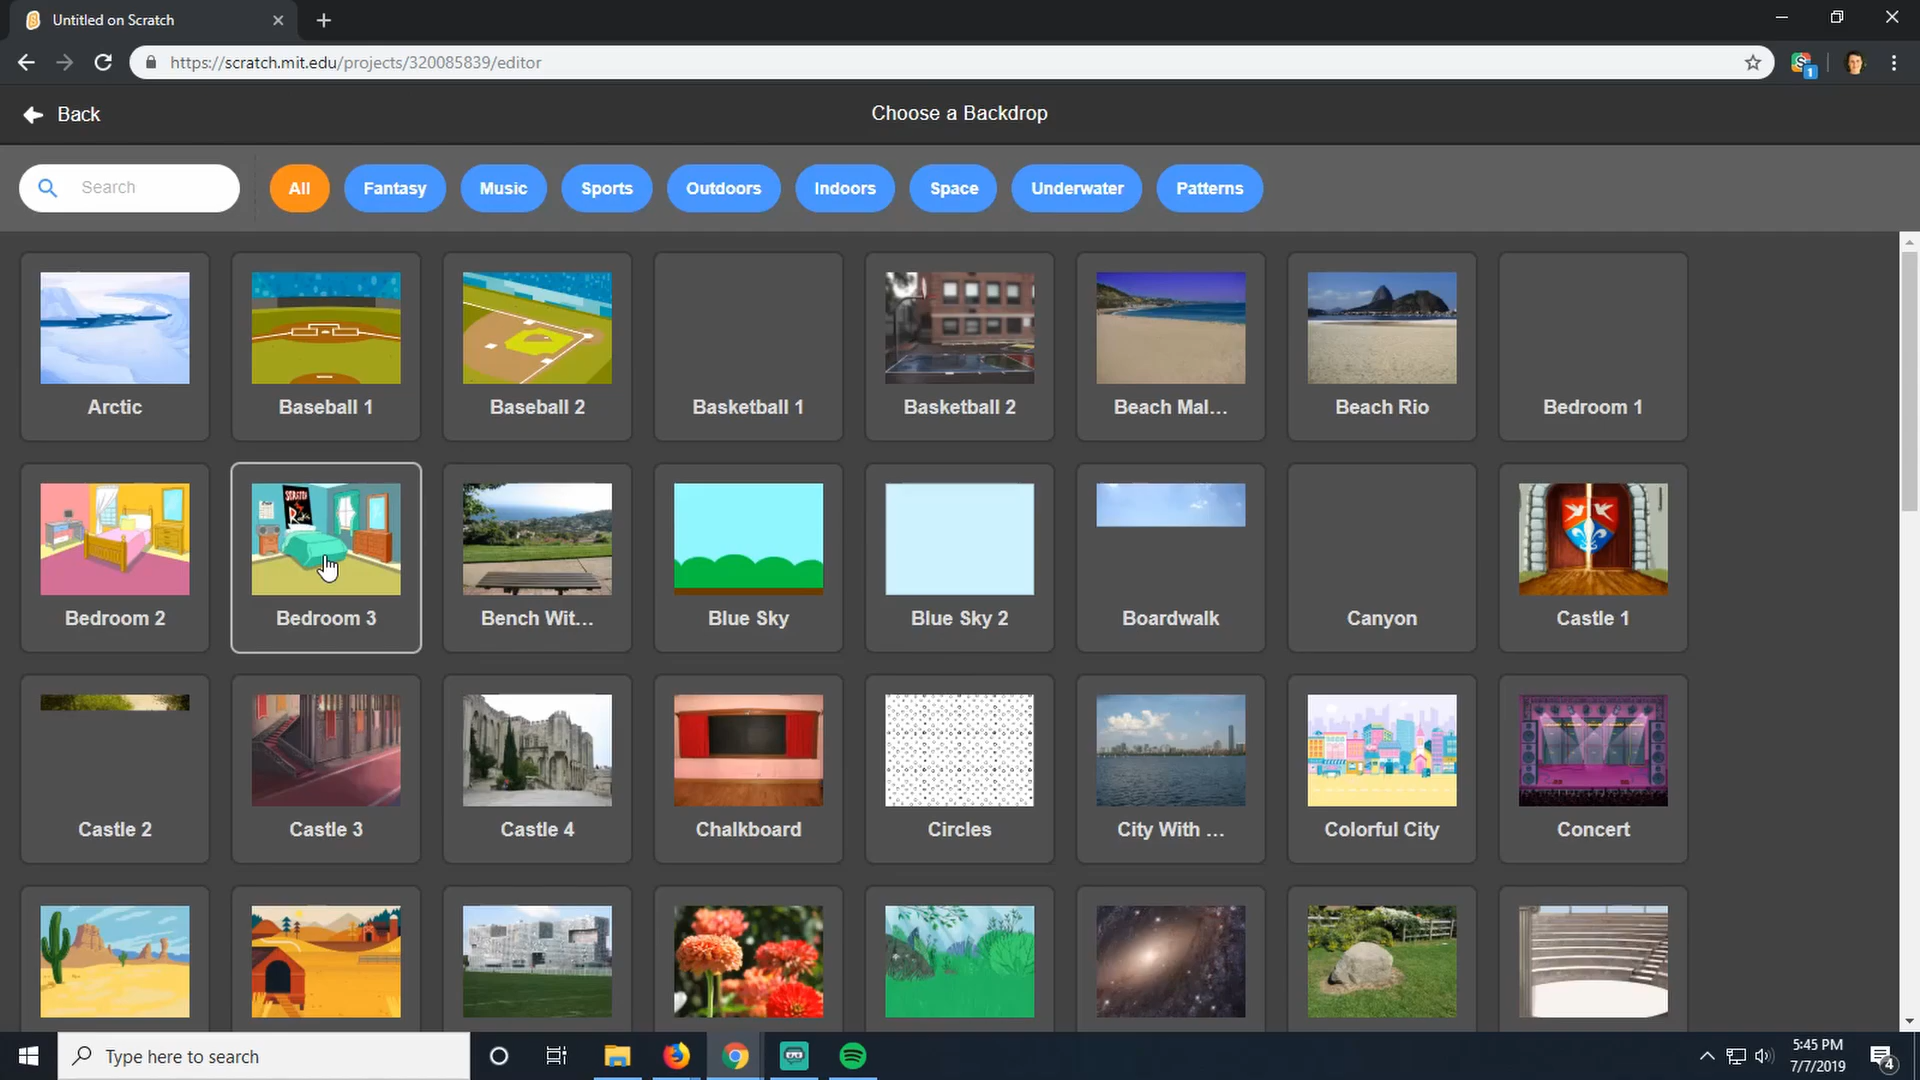 Untitled on Scratch
https://scratch.mit.edu/projects/320085839/editor
1
Back
Choose a Backdrop
Search
All
Fantasy
Music
Sports
Outdoors
Indoors
Space
Underwater
Patterns
Arctic
Baseball 1
Baseball 2
Basketball 1
Basketball 2
Beach Mal...
Beach Rio
Bedroom 1
SCRATCH
Bedroom 2
Bedroom 3
Bench Wit...
Blue Sky
Blue Sky 2
Boardwalk
Canyon
Castle 1
Castle 2
Castle 3
Castle 4
Chalkboard
Circles
City With ...
Colorful City
Concert
Type here to search
5:45 PM
7/7/2019
4